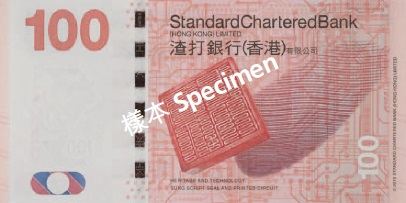 100
StandardCharteredBank
(HONG KONG) LIMITED
渣打銀行(香港)有限公司
樣本 Specimen
100
HERITAGE AND TECHNOLOGY
SONG SCRIPT SEAL AND PRINTED CIRCUIT